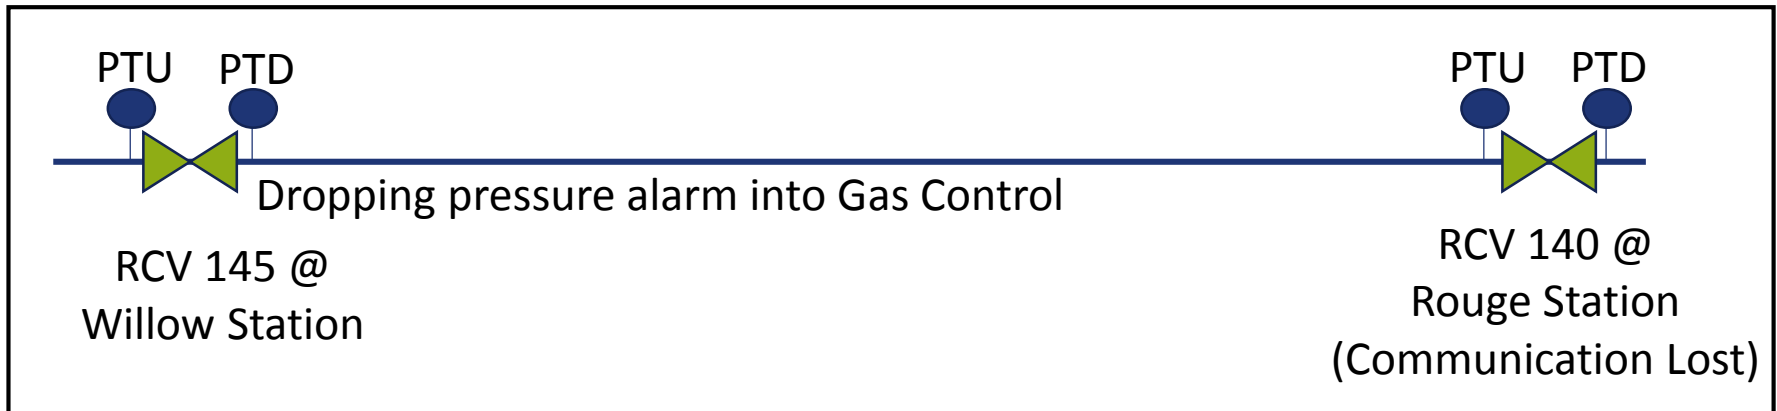 PTU PTD
PTU PTD
Dropping pressure alarm into Gas Control
RCV 145 @
Willow Station
RCV 140 @
Rouge Station
(Communication Lost)